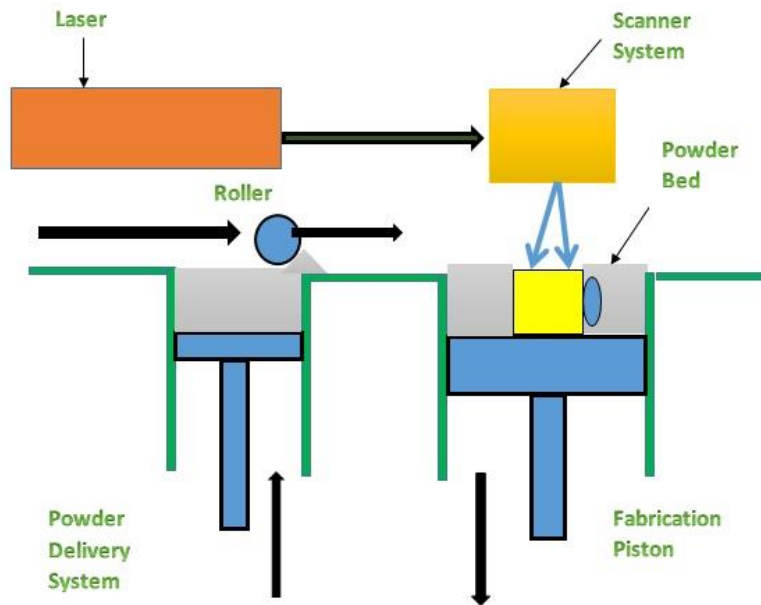 Laser
Scanner
System
Powder
Bed
Roller
Powder
Delivery
System
Fabrication
Piston